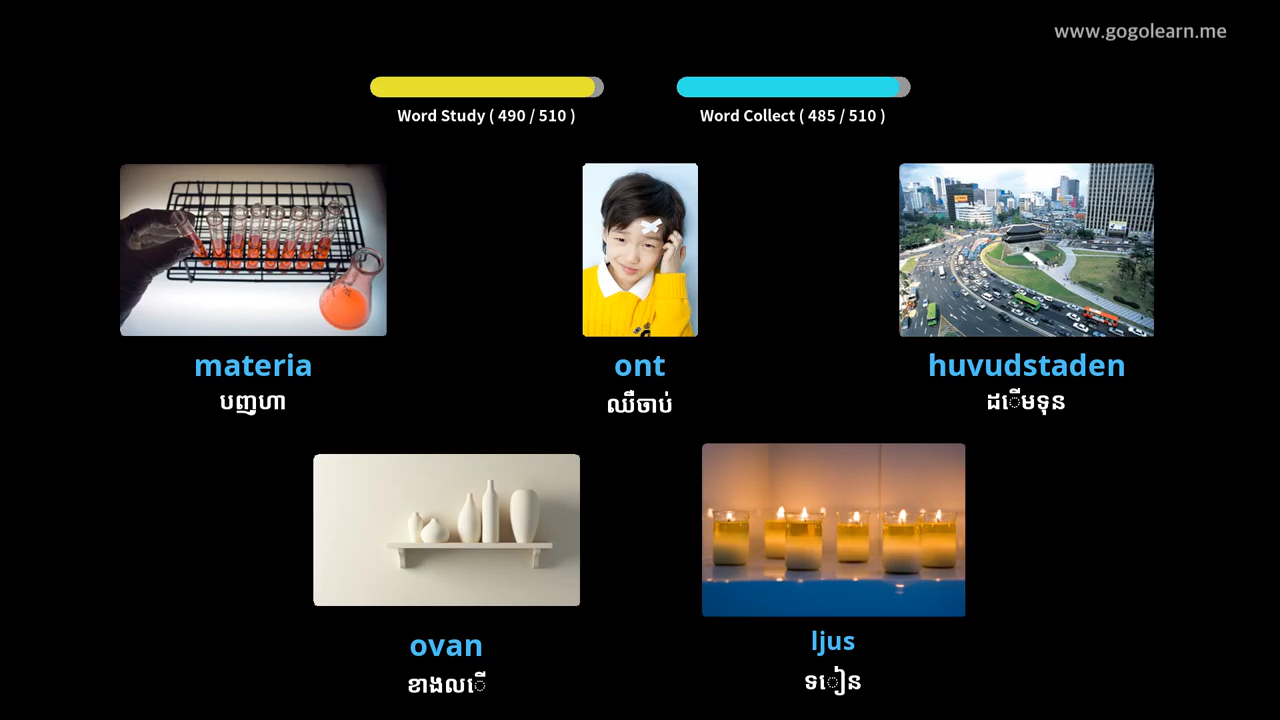 www.gogolearn.me
Word Study ( 490 / 510 )
Word Collect ( 485 / 510 )
materia
បញ្ហា
ont
ឈឺចាប់
huvudstaden
ដើមទុន
ovan
ខាងលើ
ljus
ទៀន